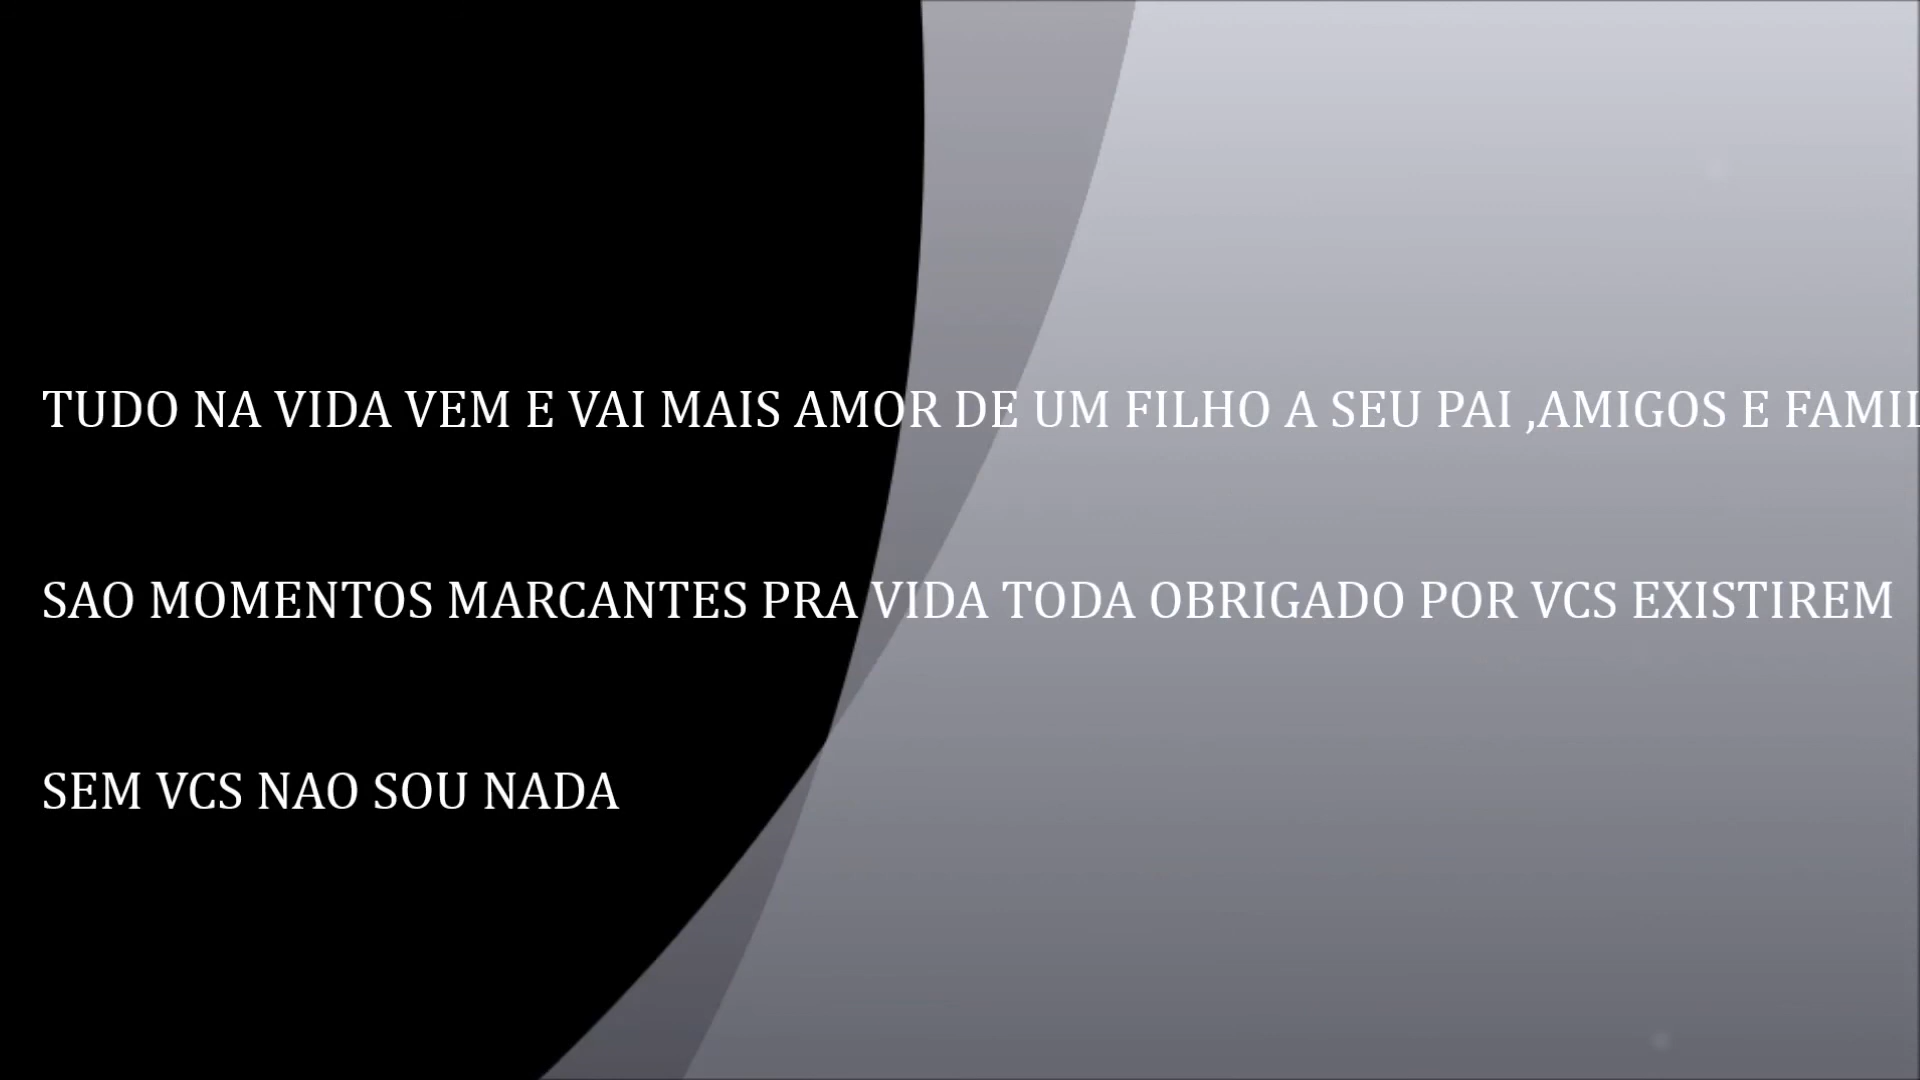 TUDO NA VIDA VEM E VAI MAIS AMOR DE UM FILHO A SEU PAI ,AMIGOS E FAMIL
SAO MOMENTOS MARCANTES PRA VIDA TODA OBRIGADO POR VCS EXISTIREM
SEM VCS NAO SOU NADA